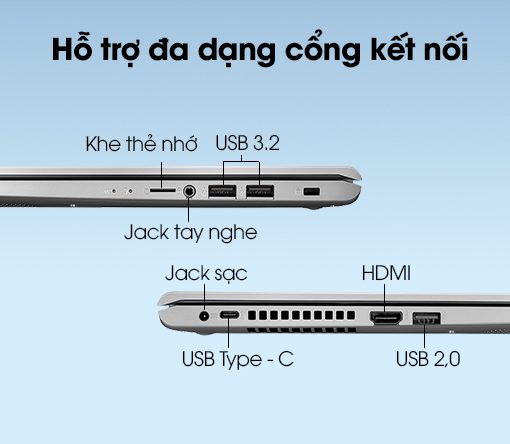 Hỗ trợ đa dạng cổng kết nối
Khe thẻ nhớ
USB 3.2
Jack tay nghe
Jack sạc
HDMI
USB Type - C
USB 2,0